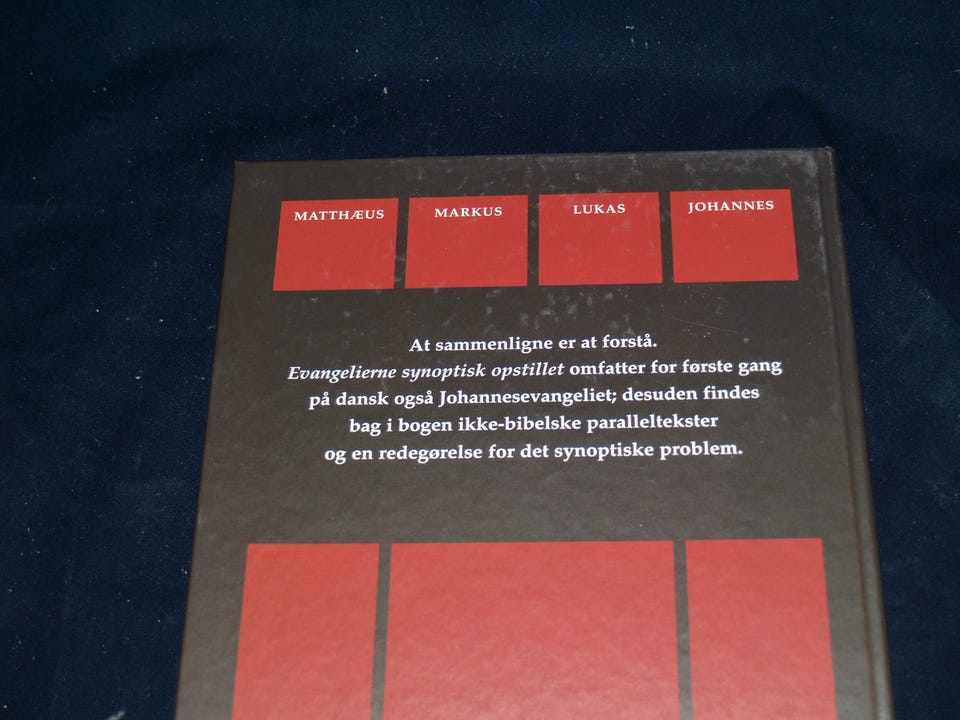 MATTHÆUS MARKUS LUKAS JOHANNES
At sammenligne er at forstå.
Evangelierne synoptisk opstillet omfatter for første gang
på dansk også Johannesevangeliet; desuden findes
bag i bogen ikke-bibelske paralleltekster
og en redegørelse for det synoptiske problem.